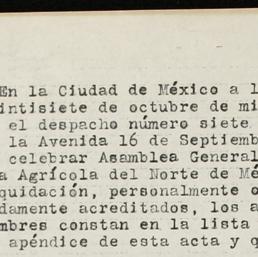 En la Ciudad de México a l
intisiete de octubre de mi
el despacho número siete
la Avenida 16 de Septiemb
celebrar Asamblea General
a Agrícola del Norte de Mé
quidación, personalmente o
damente acreditados, los a
mbres constan en la lista
apéndice de esta acta y q